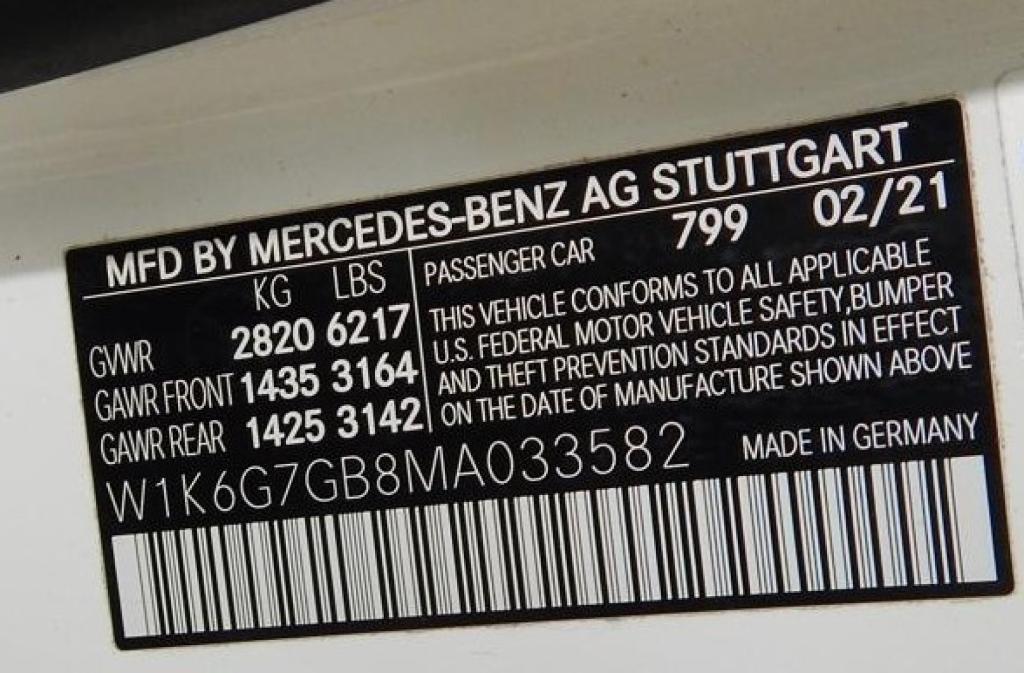 MFD BY MERCEDES-BENZ AG STUTTGART
KG LBS
GVWR 2820 6217
GAWR FRONT 1435 3164
GAWR REAR 1425 3142
PASSENGER CAR 799 02/21
THIS VEHICLE CONFORMS TO ALL APPLICABLE
U.S. FEDERAL MOTOR VEHICLE SAFETY,BUMPER
AND THEFT PREVENTION STANDARDS IN EFFECT
ON THE DATE OF MANUFACTURE SHOWN ABOVE
W1K6G7GB8MA033582 MADE IN GERMANY